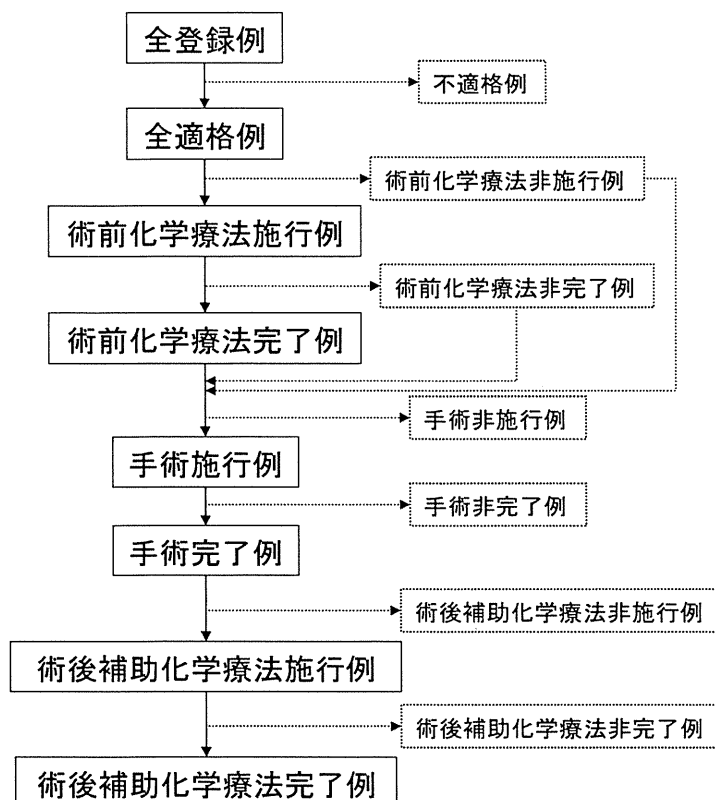 全登録例
不適格例
全適格例
術前化学療法非施行例
術前化学療法施行例
術前化学療法非完了例
術前化学療法完了例
手術非施行例
手術施行例
手術非完了例
手術完了例
術後補助化学療法非施行例
術後補助化学療法施行例
術後補助化学療法非完了例
術後補助化学療法完了例